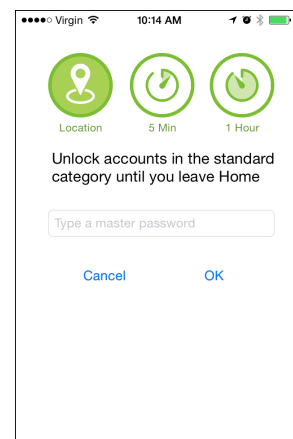 Virgin 10:14 AM
Location 5 Min 1 Hour
Unlock accounts in the standard
category until you leave Home
Type a master password
Cancel OK